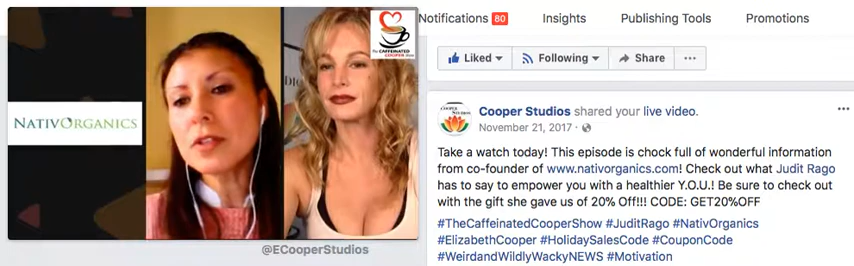 Notifications 80 Insights Publishing Tools Promotions
The
CAFFEINATED
COOPER Show
NATIVORGANICS
@ECooperStudios
Liked Following Share ...
Cooper Studios shared your live video.
November 21, 2017 ·
Take a watch today! This episode is chock full of wonderful information
from co-founder of www.nativorganics.com! Check out what Judit Rago
has to say to empower you with a healthier Y.O.U.! Be sure to check out
with the gift she gave us of 20% Off!!! CODE: GET20%OFF
#TheCaffeinatedCooperShow #JuditRago #NativOrganics
#ElizabethCooper #HolidaySalesCode #CouponCode
#WeirdandWildlyWackyNEWS #Motivation